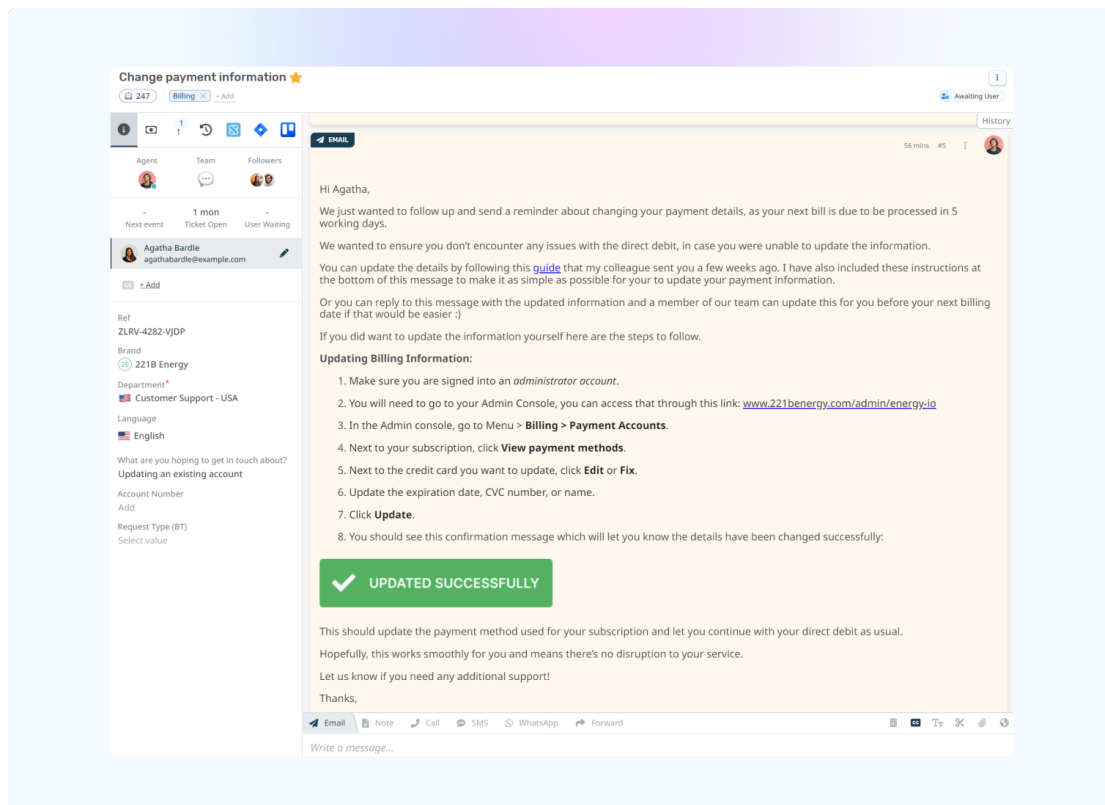 Change payment information
247 Billing × + Add
Awaiting User
History
1
EMAIL
56 mins #5
Agent Team Followers
- 1 mon -
Next event Ticket Open User Waiting
Agatha Bardle
agathabardle@example.com
CC + Add
Ref
ZLRV-4282-VJDP
Brand
2E 221B Energy
Department*
Customer Support - USA
Language
English
What are you hoping to get in touch about?
Updating an existing account
Account Number
Add
Request Type (BT)
Select value
Hi Agatha,
We just wanted to follow up and send a reminder about changing your payment details, as your next bill is due to be processed in 5
working days.
We wanted to ensure you don't encounter any issues with the direct debit, in case you were unable to update the information.
You can update the details by following this guide that my colleague sent you a few weeks ago. I have also included these instructions at
the bottom of this message to make it as simple as possible for your to update your payment information.
Or you can reply to this message with the updated information and a member of our team can update this for you before your next billing
date if that would be easier :)
If you did want to update the information yourself here are the steps to follow.
Updating Billing Information:
1. Make sure you are signed into an administrator account.
2. You will need to go to your Admin Console, you can access that through this link: www.221benergy.com/admin/energy-io
3. In the Admin console, go to Menu > Billing > Payment Accounts.
4. Next to your subscription, click View payment methods.
5. Next to the credit card you want to update, click Edit or Fix.
6. Update the expiration date, CVC number, or name.
7. Click Update.
8. You should see this confirmation message which will let you know the details have been changed successfully:
UPDATED SUCCESSFULLY
This should update the payment method used for your subscription and let you continue with your direct debit as usual.
Hopefully, this works smoothly for you and means there's no disruption to your service.
Let us know if you need any additional support!
Thanks,
Email Note Call SMS WhatsApp Forward CC TT
Write a message...